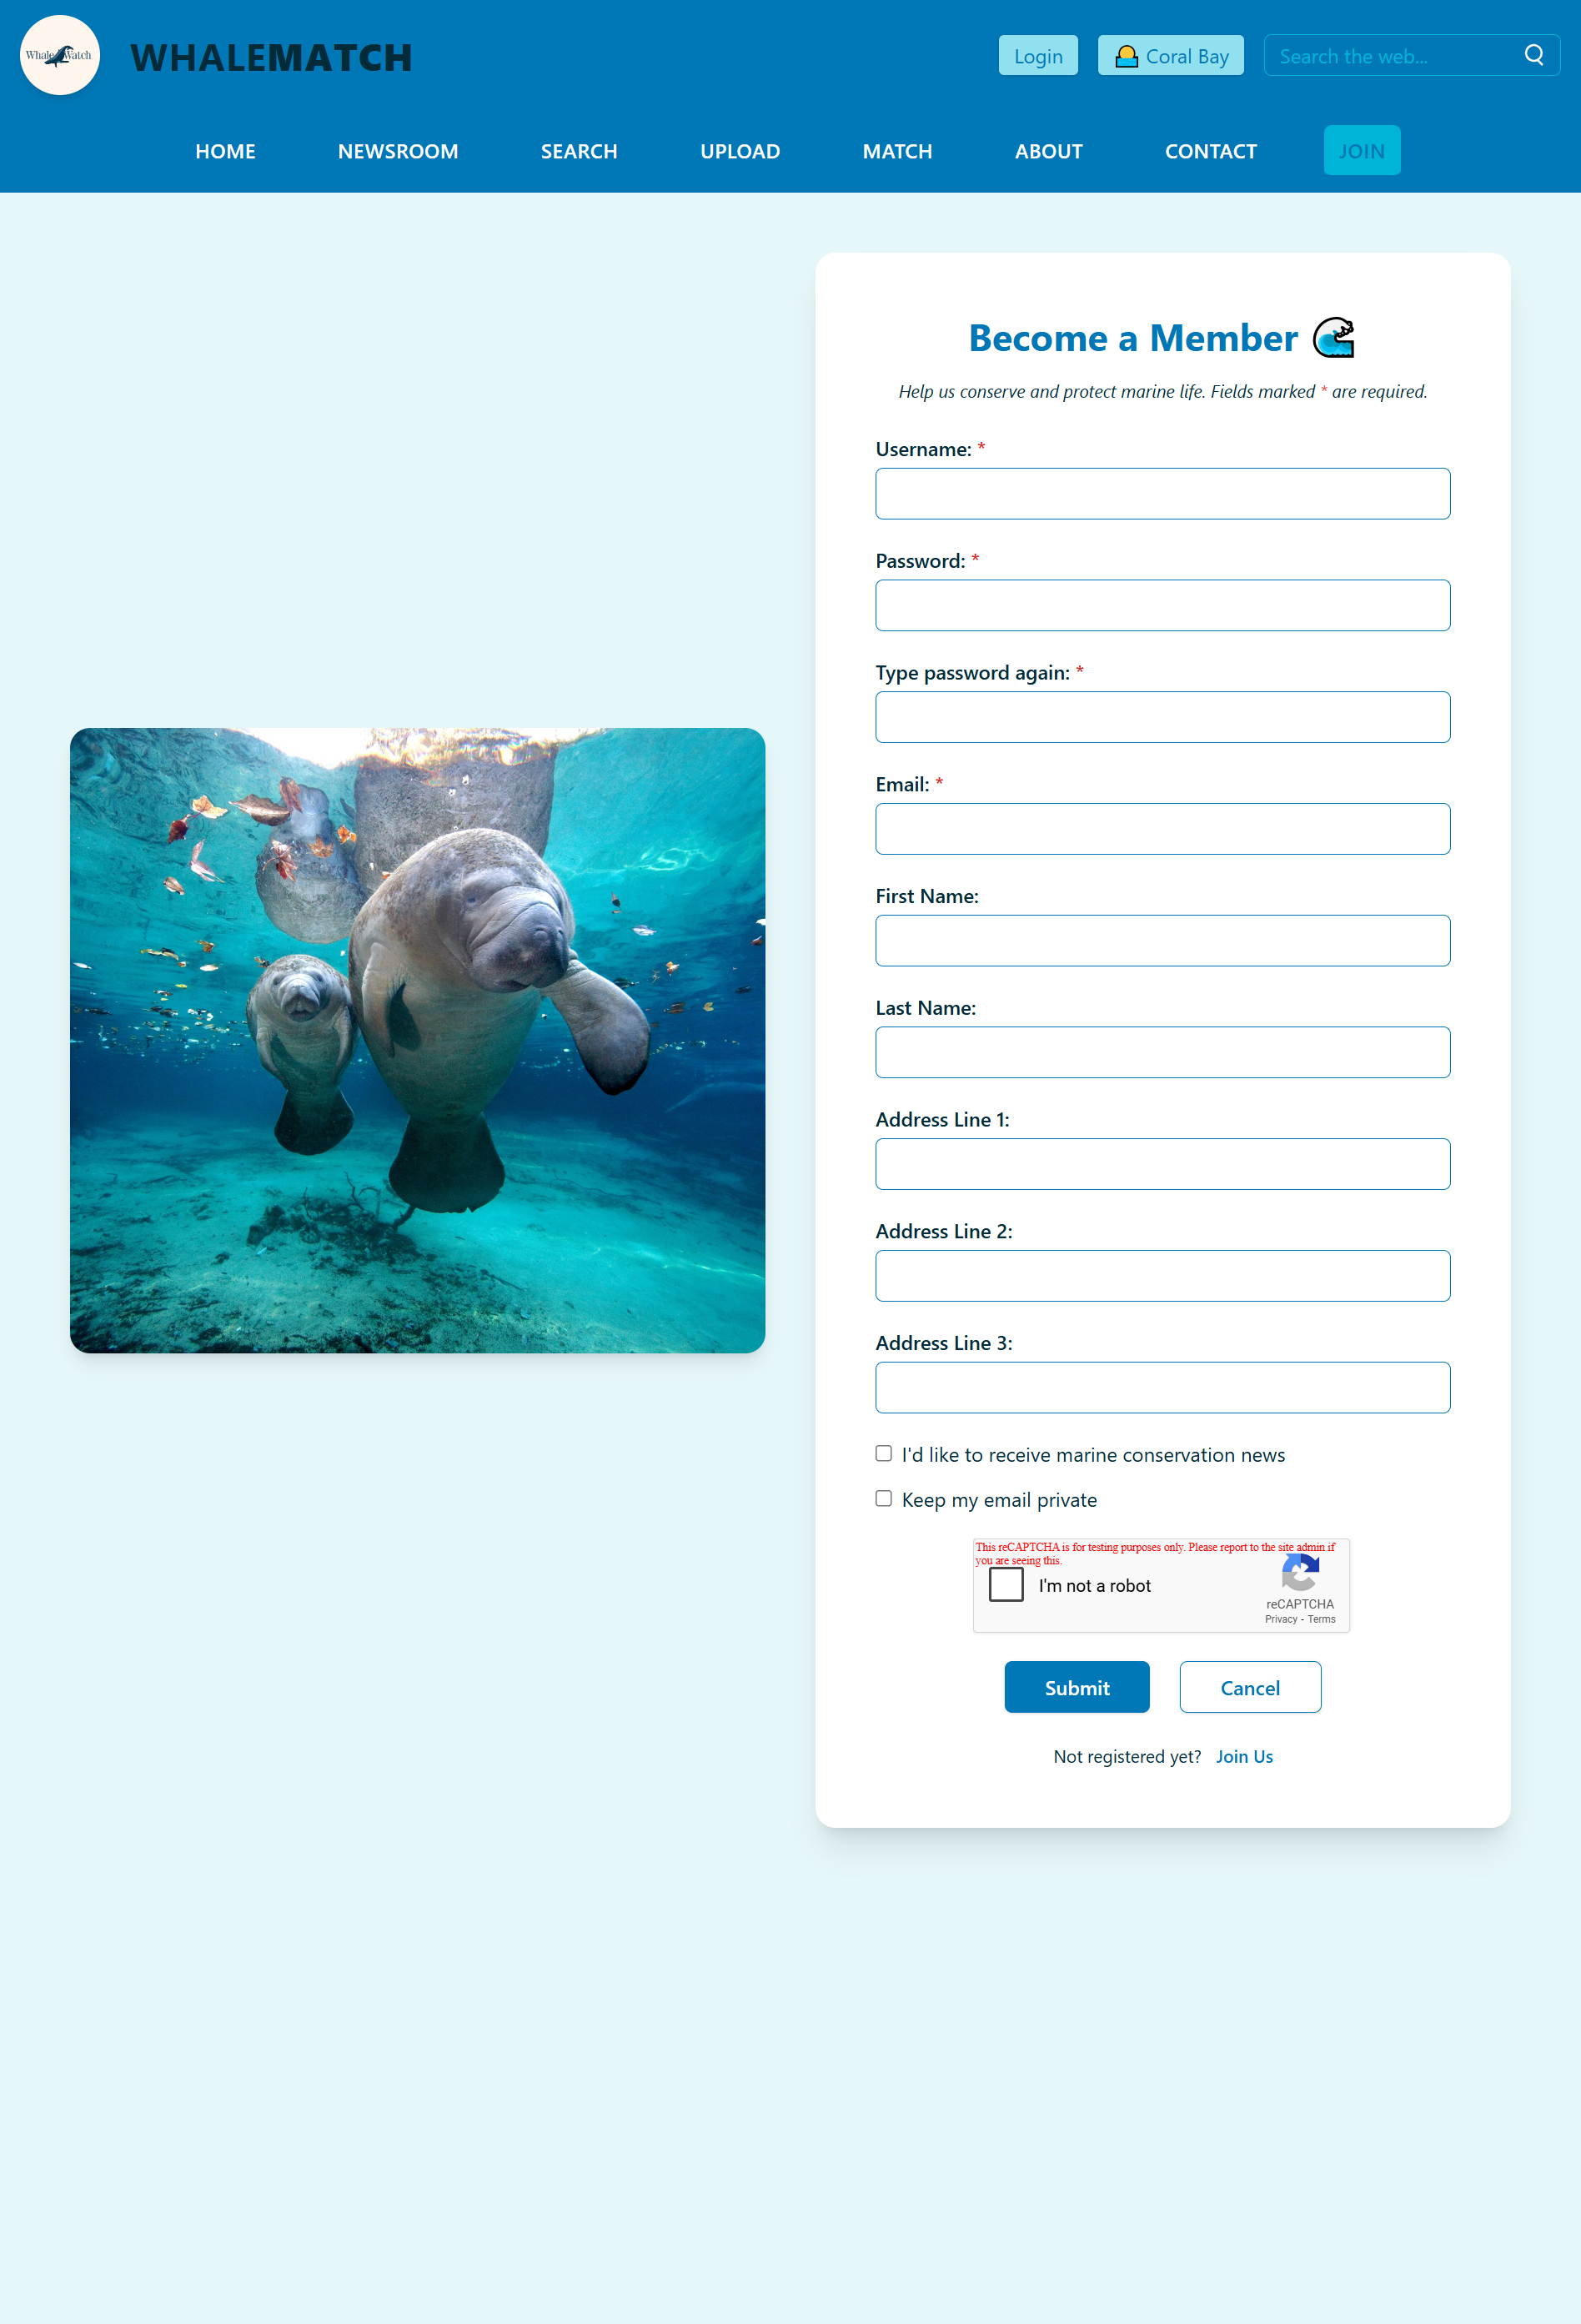 Whale Watch
WHALEMATCH
Login
Coral Bay
Search the web...
HOME
NEWSROOM
SEARCH
UPLOAD
MATCH
ABOUT
CONTACT
JOIN
Become a Member
Help us conserve and protect marine life. Fields marked * are required.
Username: *
Password: *
Type password again: *
Email: *
First Name:
Last Name:
Address Line 1:
Address Line 2:
Address Line 3:
I'd like to receive marine conservation news
Keep my email private
This reCAPTCHA is for testing purposes only. Please report to the site admin if
you are seeing this.
I'm not a robot
reCAPTCHA
Privacy - Terms
Submit
Cancel
Not registered yet? Join Us